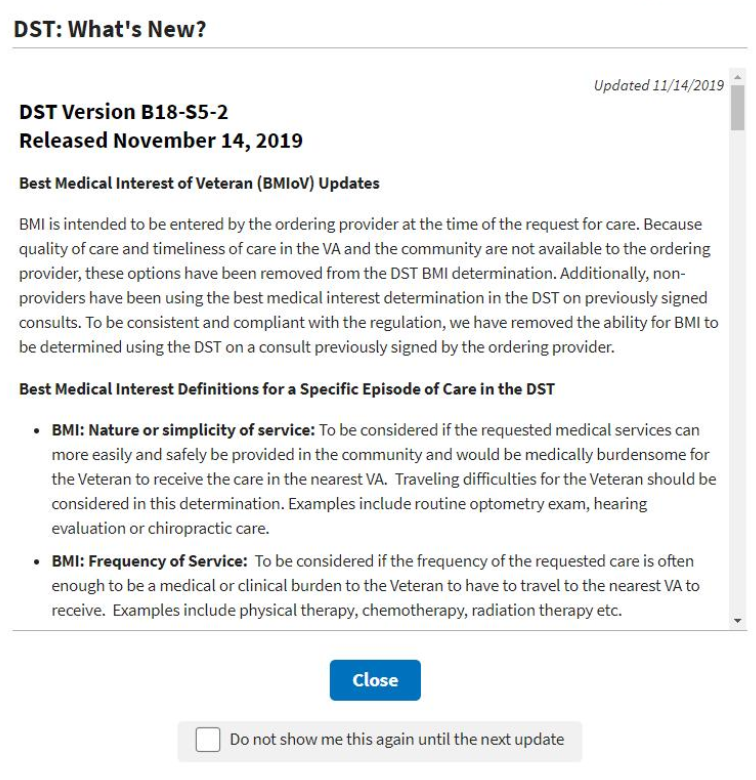 DST: What's New?
Updated 11/14/2019
DST Version B18-S5-2
Released November 14, 2019
Best Medical Interest of Veteran (BMIoV) Updates
BMI is intended to be entered by the ordering provider at the time of the request for care. Because
quality of care and timeliness of care in the VA and the community are not available to the ordering
provider, these options have been removed from the DST BMI determination. Additionally, non-
providers have been using the best medical interest determination in the DST on previously signed
consults. To be consistent and compliant with the regulation, we have removed the ability for BMI to
be determined using the DST on a consult previously signed by the ordering provider.
Best Medical Interest Definitions for a Specific Episode of Care in the DST
• BMI: Nature or simplicity of service: To be considered if the requested medical services can
more easily and safely be provided in the community and would be medically burdensome for
the Veteran to receive the care in the nearest VA. Traveling difficulties for the Veteran should be
considered in this determination. Examples include routine optometry exam, hearing
evaluation or chiropractic care.
• BMI: Frequency of Service: To be considered if the frequency of the requested care is often
enough to be a medical or clinical burden to the Veteran to have to travel to the nearest VA to
receive. Examples include physical therapy, chemotherapy, radiation therapy etc.
Close
Do not show me this again until the next update